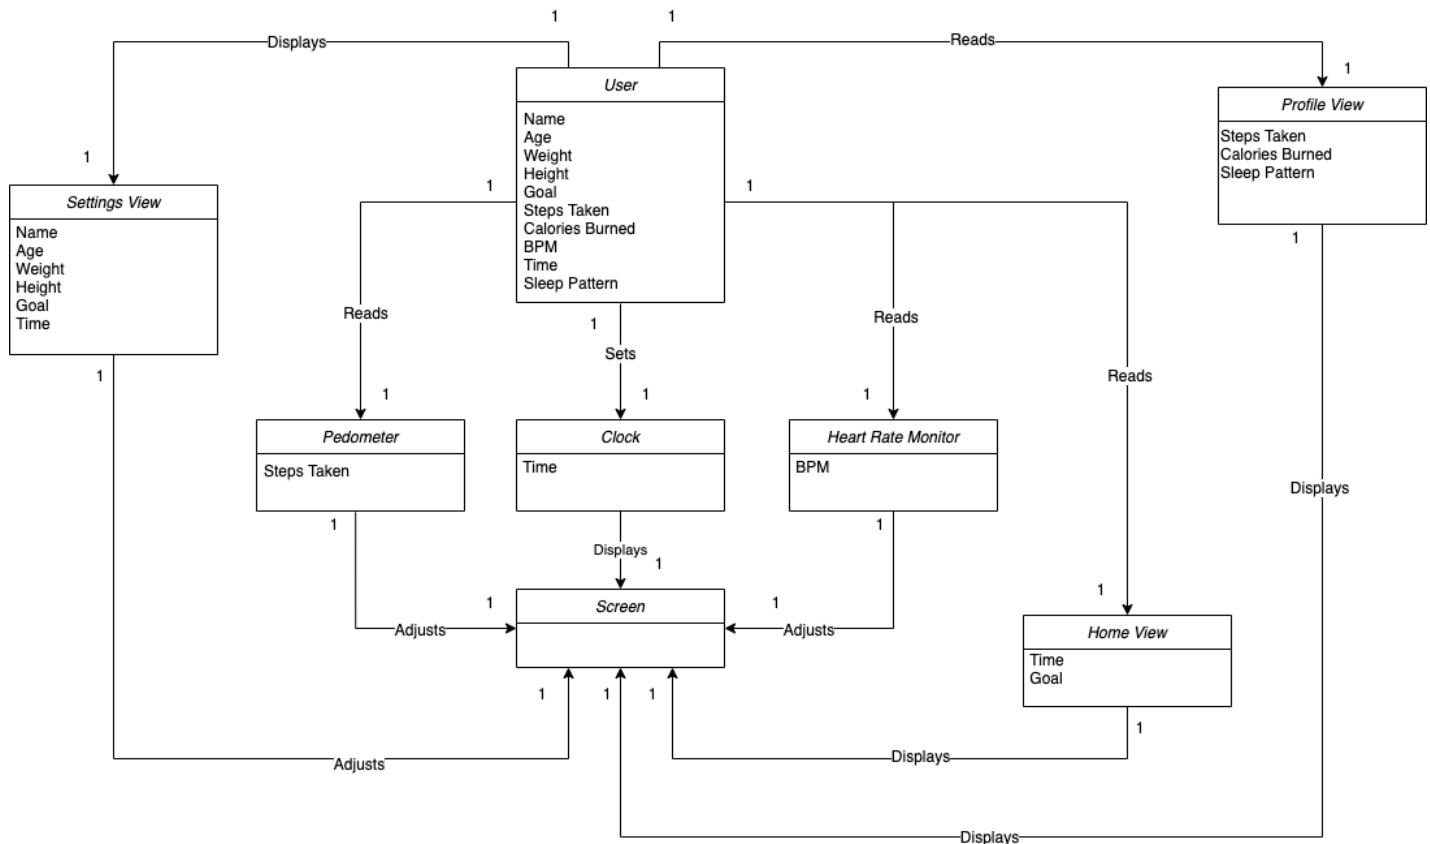 1
1
Displays
Reads
1
User
Profile View
Name
Age
Weight
Height
Goal
Steps Taken
Calories Burned
BPM
Time
Sleep Pattern
Steps Taken
Calories Burned
Sleep Pattern
1
1
1
Settings View
Name
Age
Weight
Height
Goal
Time
1
1
Reads
1
Sets
Reads
Reads
1
1
1
1
Pedometer
Steps Taken
Clock
Time
Heart Rate Monitor
BPM
Displays
1
1
Displays
1
1
1
1
Screen
Adjusts
Adjusts
Home View
Time
Goal
1
1
1
1
Adjusts
Displays
Displays